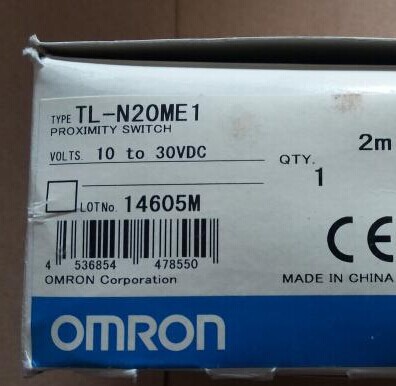 TYPE TL-N20ME1
PROXIMITY SWITCH
2m
VOLTS. 10 to 30VDC
QTY.
1
LOT No. 14605M
CE
4 536854 478550
OMRON Corporation
MADE IN CHINA
OMRON